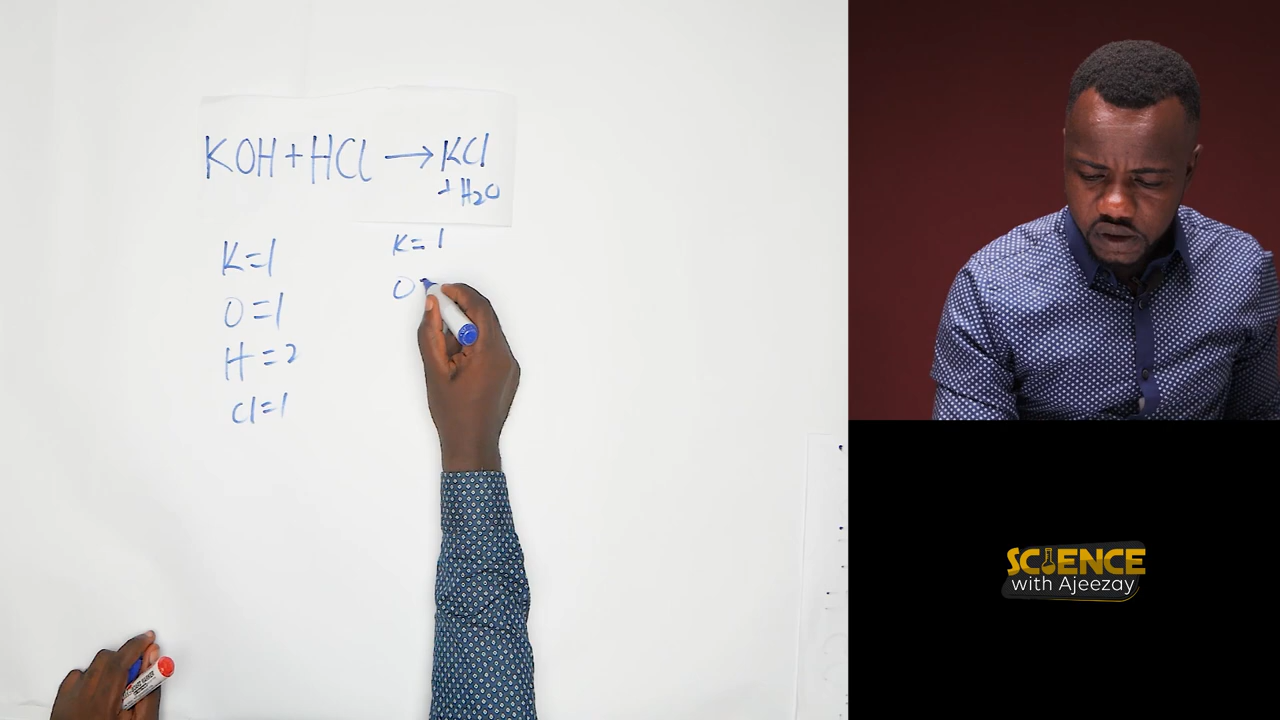 KOH+HCl → KCl
+ H₂O
K=1
O=1
H=2
Cl=1
K=1
O=
SCIENCE
with Ajeezay